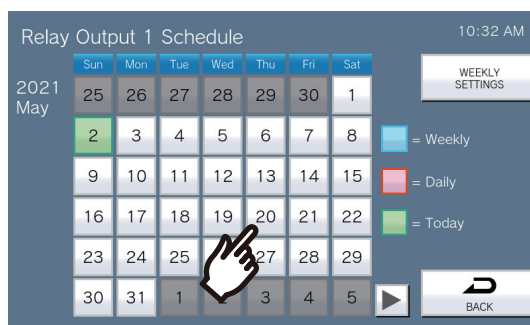 Relay Output 1 Schedule
10:32 AM
Sun Mon Tue Wed Thu Fri Sat
WEEKLY
SETTINGS
2021
May
25 26 27 28 29 30 1
2 3 4 5 6 7 8
= Weekly
9 10 11 12 13 14 15
= Daily
16 17 18 19 20 21 22
= Today
23 24 25 27 28 29
30 31 1 2 3 4 5
BACK